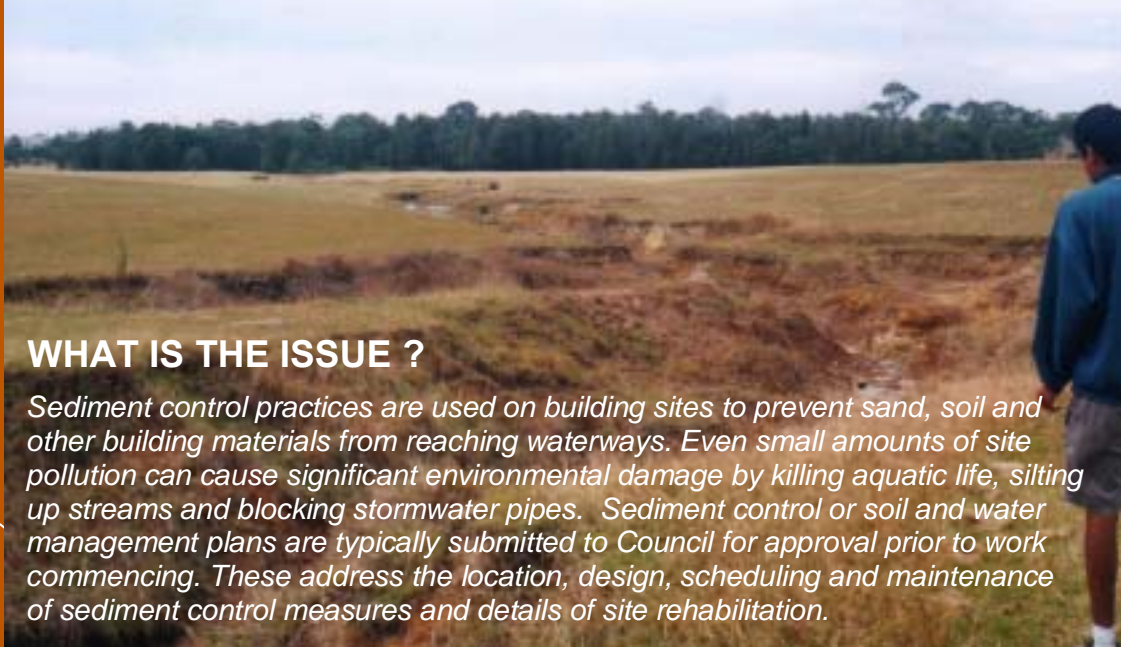 WHAT IS THE ISSUE ?
Sediment control practices are used on building sites to prevent sand, soil and
other building materials from reaching waterways. Even small amounts of site
pollution can cause significant environmental damage by killing aquatic life, silting
up streams and blocking stormwater pipes.  Sediment control or soil and water
management plans are typically submitted to Council for approval prior to work
commencing. These address the location, design, scheduling and maintenance
of sediment control measures and details of site rehabilitation.